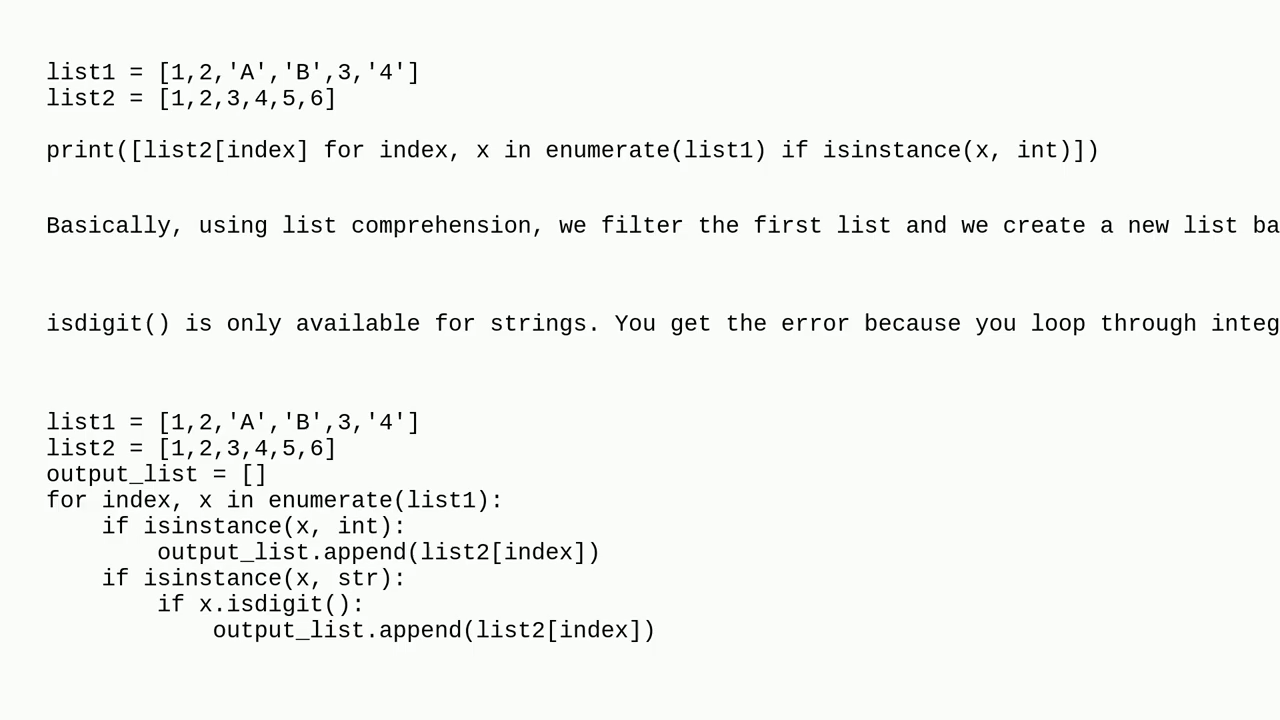 list1 = [1,2,'A','B',3,'4']
list2 = [1,2,3,4,5,6]
print([list2[index] for index, x in enumerate(list1) if isinstance(x, int)])
Basically, using list comprehension, we filter the first list and we create a new list ba
isdigit() is only available for strings. You get the error because you loop through integ
list1 = [1,2,'A','B',3,'4']
list2 = [1,2,3,4,5,6]
output_list = []
for index, x in enumerate(list1):
    if isinstance(x, int):
        output_list.append(list2[index])
    if isinstance(x, str):
        if x.isdigit():
            output_list.append(list2[index])